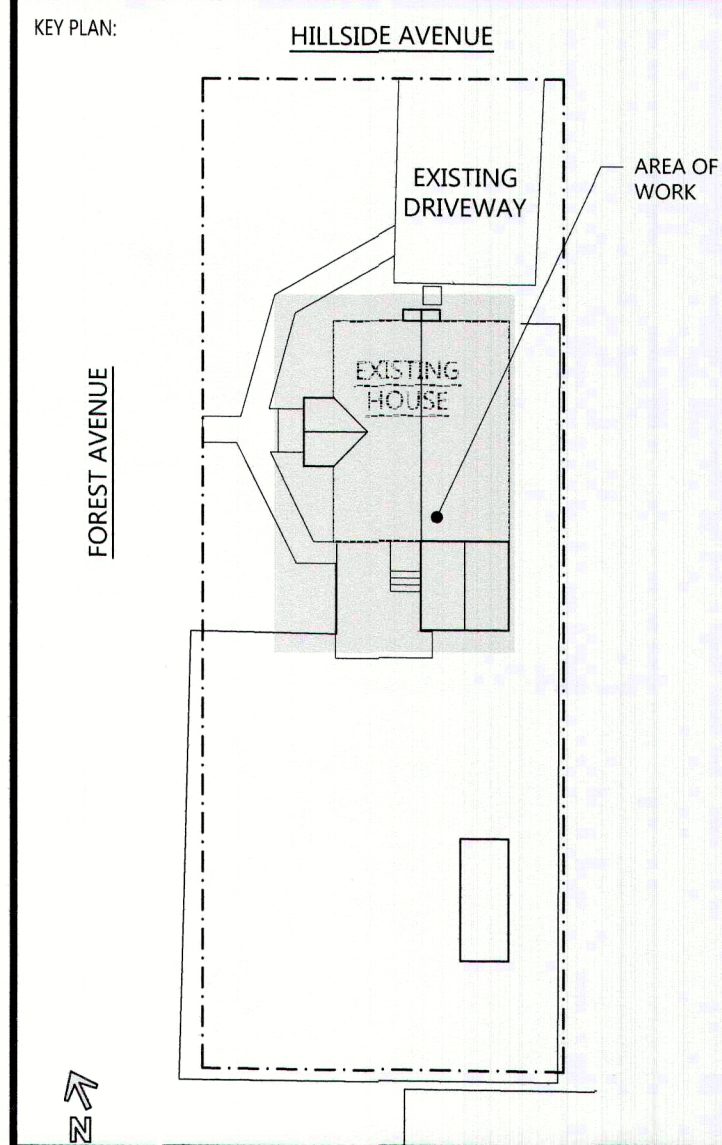 KEY PLAN:
HILLSIDE AVENUE
EXISTING
DRIVEWAY
AREA OF
WORK
EXISTING
HOUSE
FOREST AVENUE
N